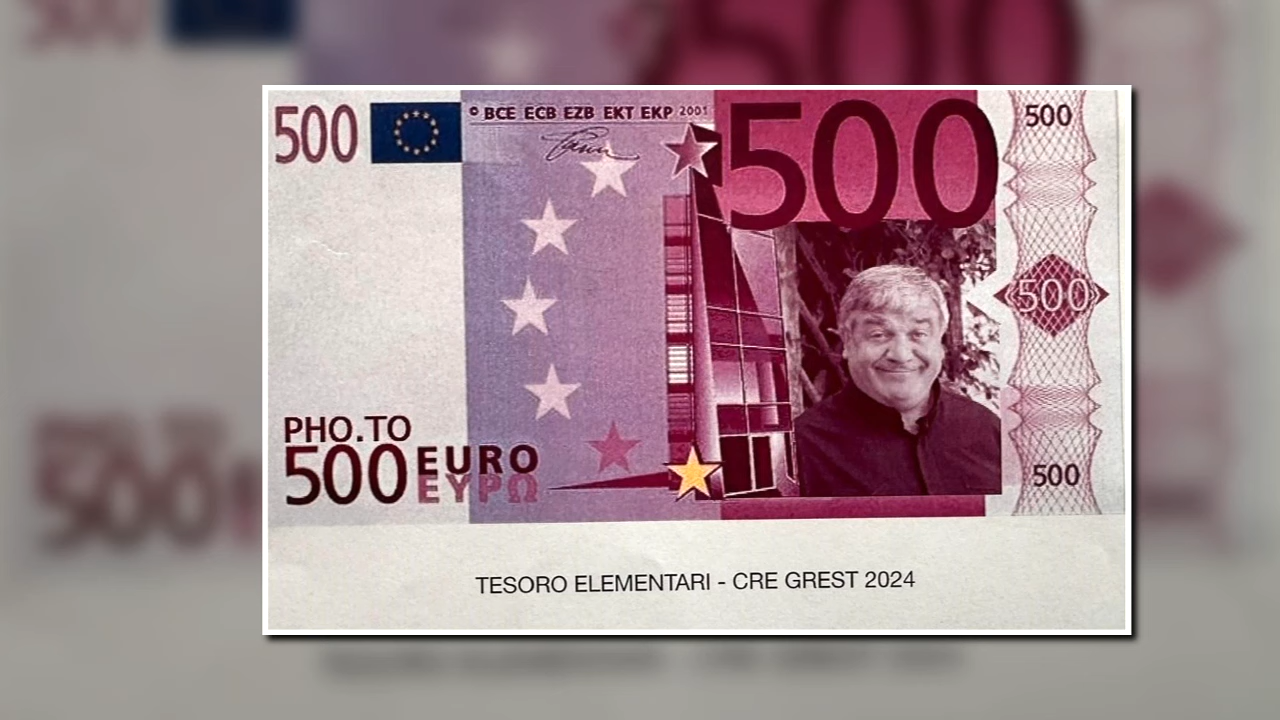 500
© BCE ECB EZB EKT EKP 2001
500
500
500
PHO.TO
500 EURO
ΕΥΡΩ
500
TESORO ELEMENTARI - CRE GREST 2024